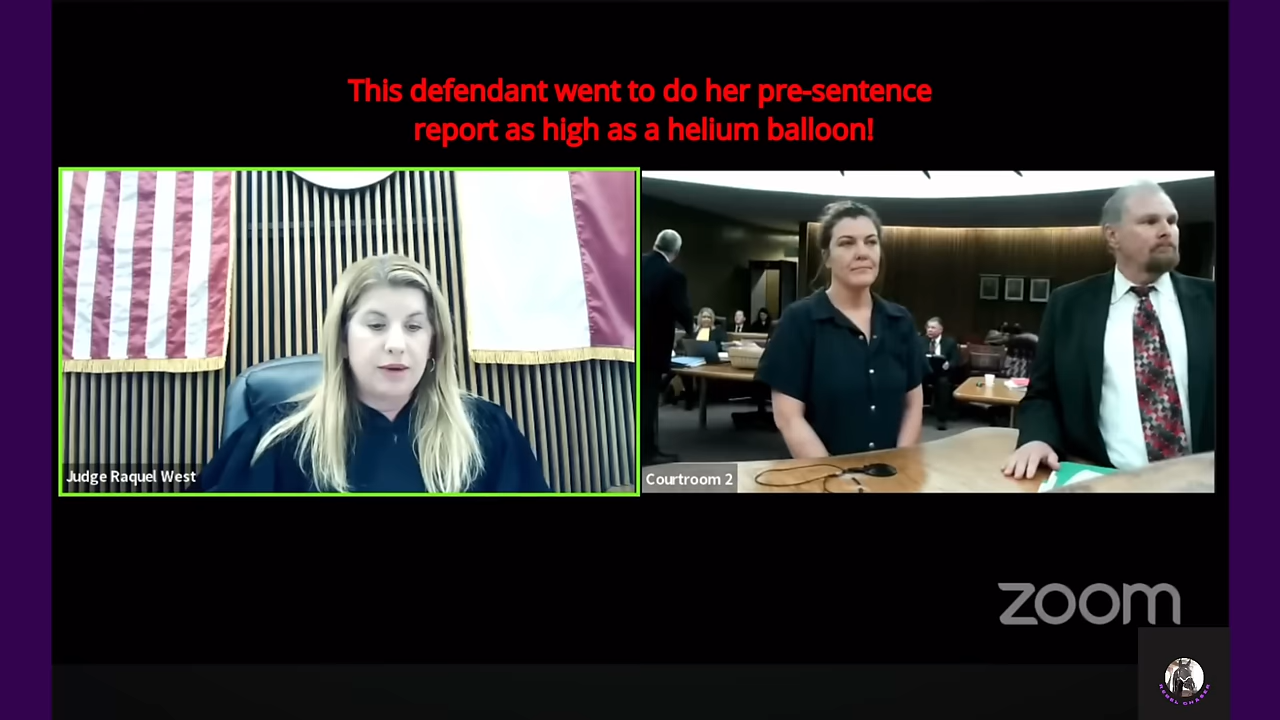 This defendant went to do her pre-sentence
report as high as a helium balloon!
Judge Raquel West
Courtroom 2
zoom